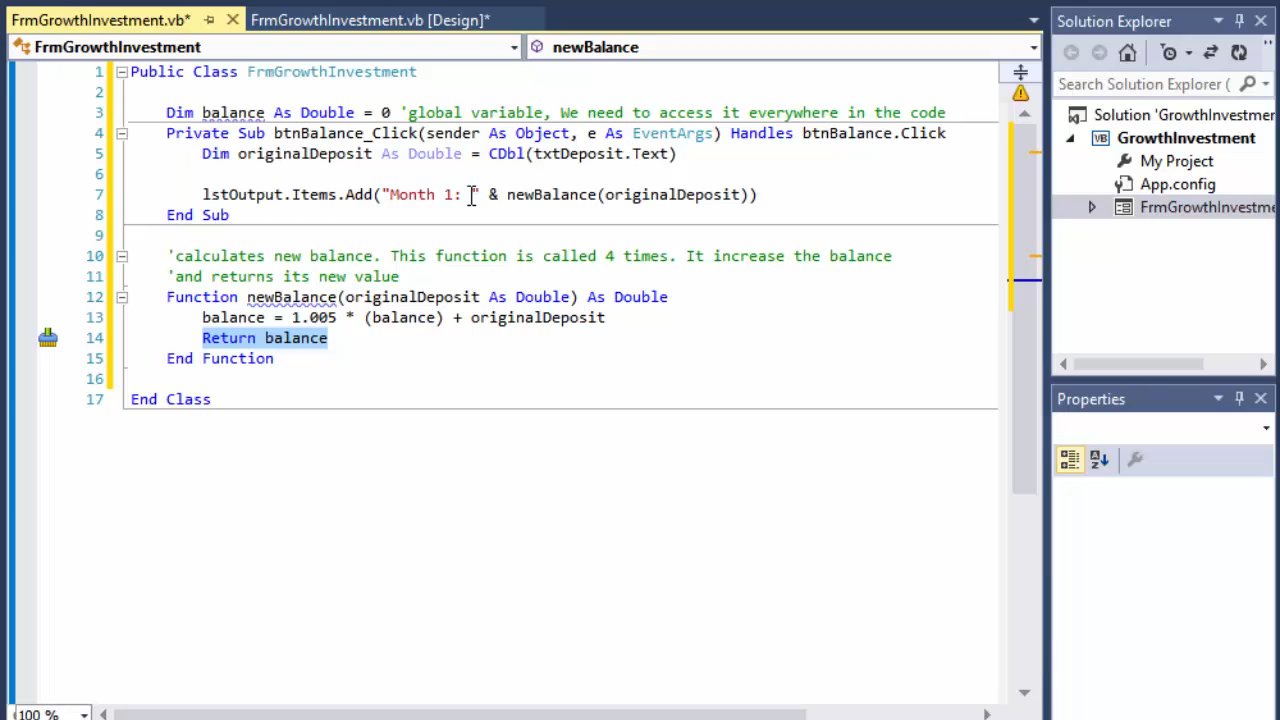 FrmGrowthInvestment.vb*
FrmGrowthInvestment.vb [Design]*
FrmGrowthInvestment
newBalance
1 Public Class FrmGrowthInvestment
2
3 Dim balance As Double = 0 'global variable, We need to access it everywhere in the code
4 Private Sub btnBalance_Click(sender As Object, e As EventArgs) Handles btnBalance.Click
5 Dim originalDeposit As Double = CDbl(txtDeposit.Text)
6
7 lstOutput.Items.Add("Month 1: " & newBalance(originalDeposit))
8 End Sub
9
10 'calculates new balance. This function is called 4 times. It increase the balance
11 'and returns its new value
12 Function newBalance(originalDeposit As Double) As Double
13 balance = 1.005 * (balance) + originalDeposit
14 Return balance
15 End Function
16
17 End Class
100 %
Solution Explorer
Search Solution Explorer (
Solution 'GrowthInvestmen
GrowthInvestment
My Project
App.config
FrmGrowthInvestme
Properties